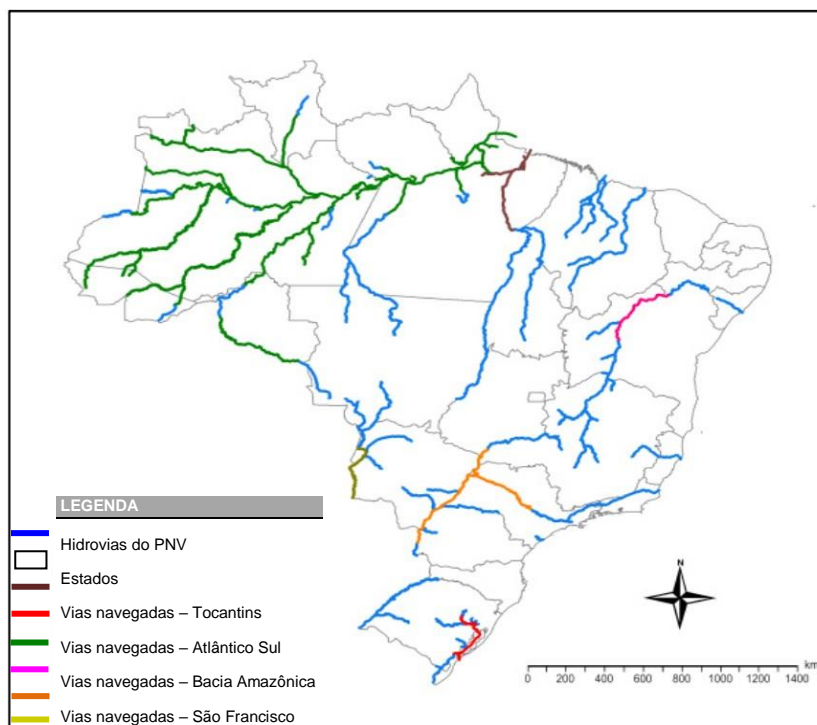 LEGENDA
Hidrovias do PNV
Estados
Vias navegadas – Tocantins
Vias navegadas – Atlântico Sul
Vias navegadas – Bacia Amazônica
Vias navegadas – São Francisco
N
km
0 200 400 600 800 1000 1200 1400